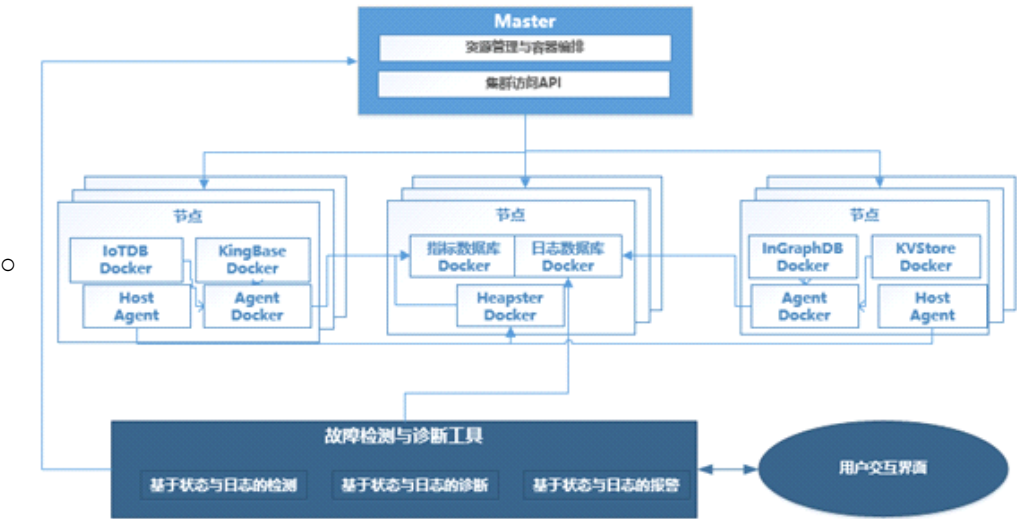 Master
资源管理与容器编排
集群访问API
节点
IoTDB
Docker
KingBase
Docker
Host
Agent
Agent
Docker
节点
指标数据库
Docker
日志数据库
Docker
Heapster
Docker
节点
InGraphDB
Docker
KVStore
Docker
Agent
Docker
Host
Agent
故障检测与诊断工具
基于状态与日志的检测
基于状态与日志的诊断
基于状态与日志的报警
用户交互界面